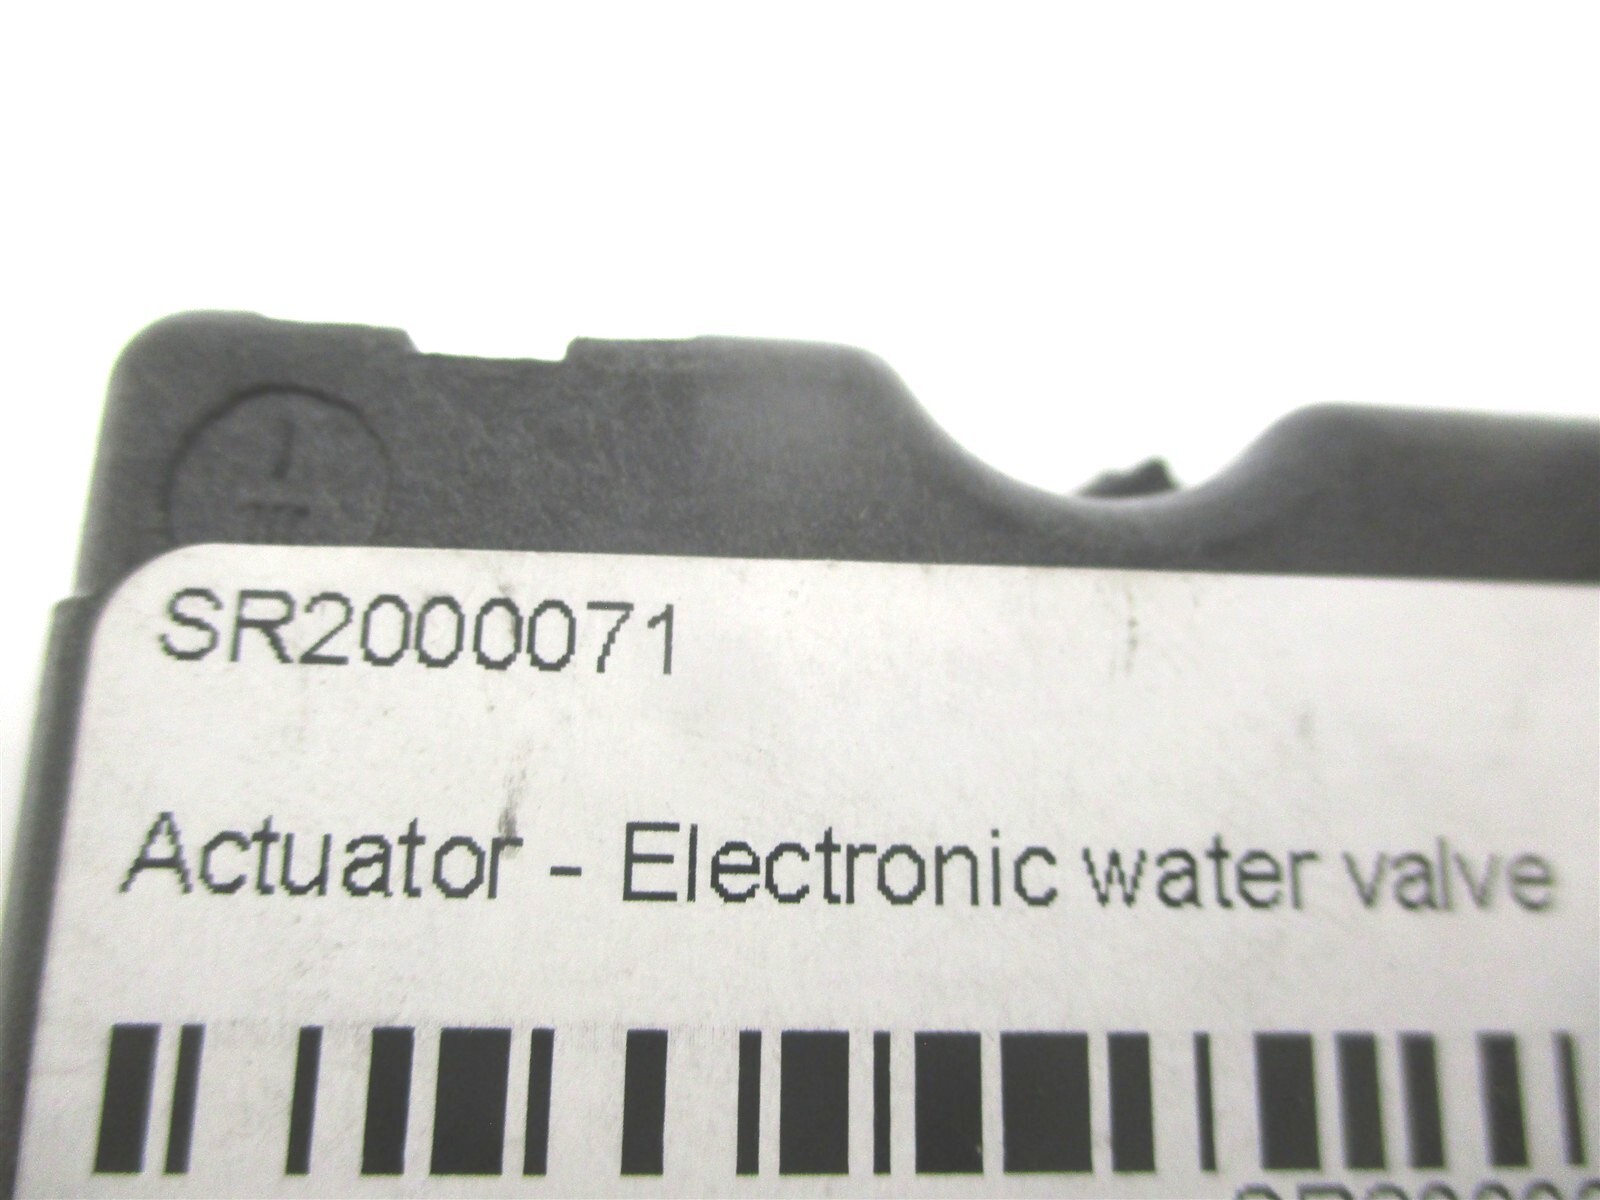 SR2000071
Actuator - Electronic water valve